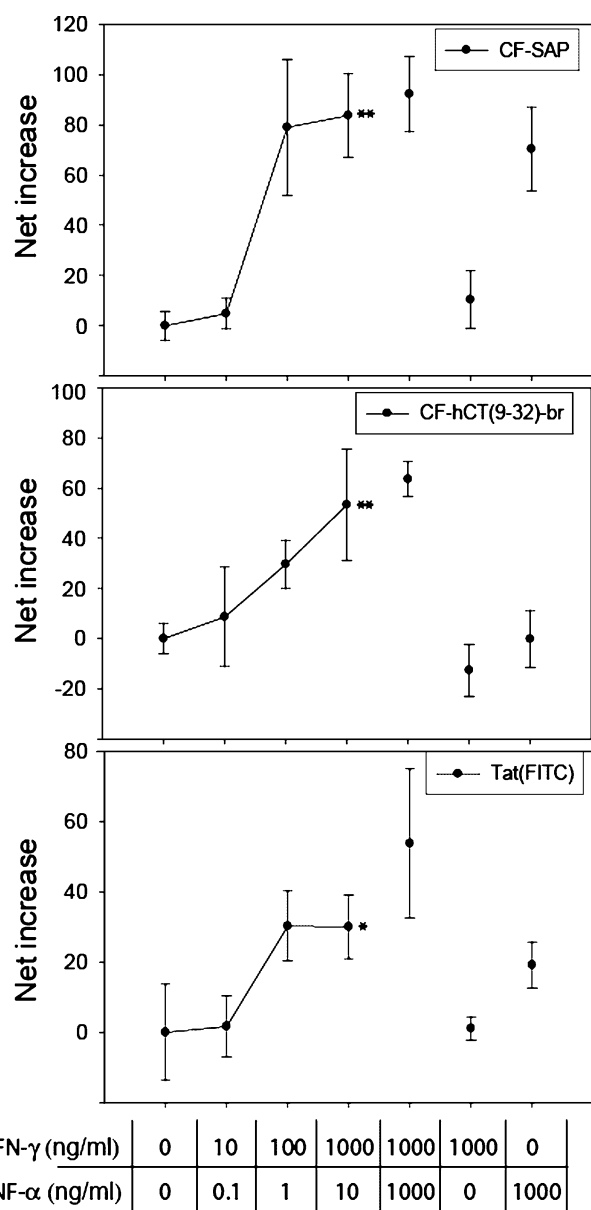 120
100
80
60
40
20
0
Net increase
CF-SAP
**
100
80
60
40
20
0
-20
Net increase
CF-hCT(9-32)-br
**
80
60
40
20
0
Net increase
Tat(FITC)
*
FN-γ (ng/ml) 0 10 100 1000 1000 1000 0
NF-α (ng/ml) 0 0.1 1 10 1000 0 1000